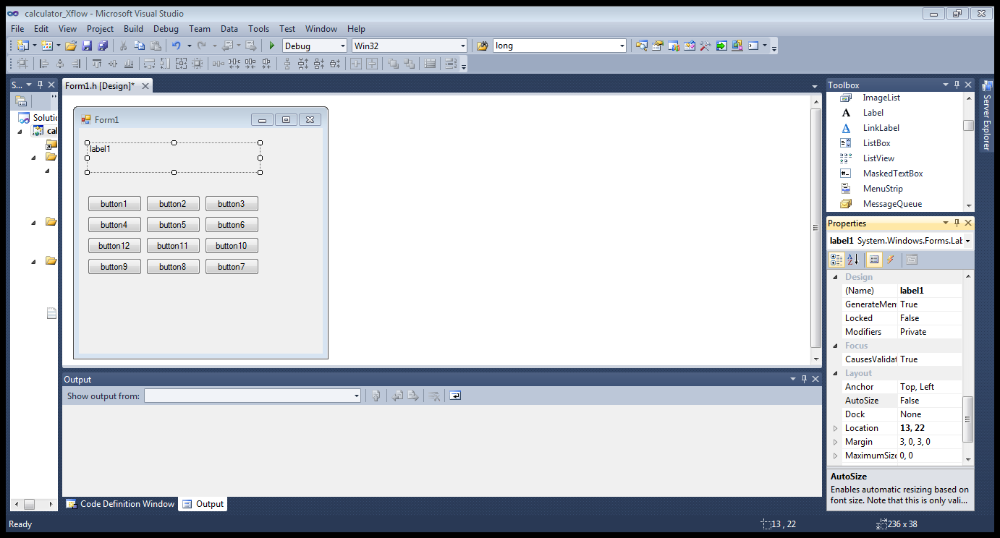 calculator_Xflow - Microsoft Visual Studio
File Edit View Project Build Debug Team Data Tools Test Window Help
Debug Win32 long
S...
Solutio
cal
Form1.h [Design]*
Form1
label1
button1 button2 button3
button4 button5 button6
button12 button11 button10
button9 button8 button7
Output
Show output from:
Code Definition Window Output
Toolbox
ImageList
Label
LinkLabel
ListBox
ListView
MaskedTextBox
MenuStrip
MessageQueue
Server Explorer
Properties
label1 System.Windows.Forms.Lab
Design
(Name) label1
GenerateMem True
Locked False
Modifiers Private
Focus
CausesValidat True
Layout
Anchor Top, Left
AutoSize False
Dock None
Location 13, 22
Margin 3, 0, 3, 0
MaximumSize 0, 0
AutoSize
Enables automatic resizing based on
font size. Note that this is only vali...
Ready 13 , 22 236 x 38